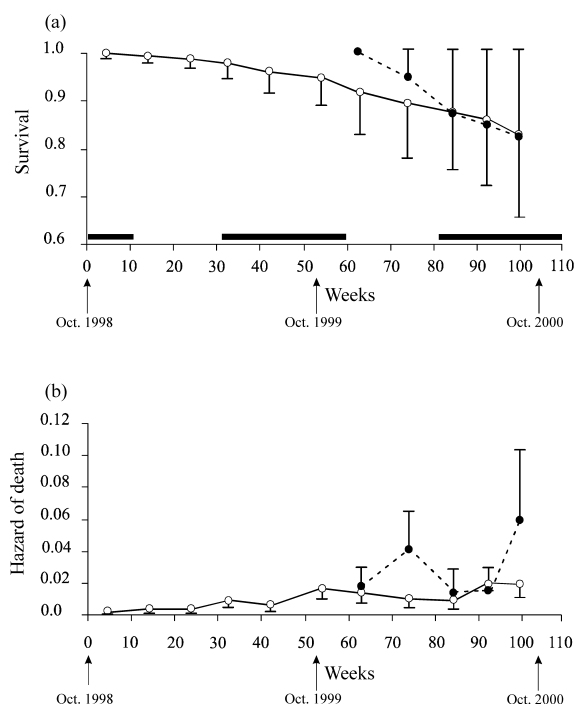 (a)
1.0
0.9
0.8
0.7
0.6
Survival
0 10 20 30 40 50 60 70 80 90 100 110
Weeks
Oct. 1998 Oct. 1999 Oct. 2000
(b)
0.12
0.10
0.08
0.06
0.04
0.02
0.0
Hazard of death
0 10 20 30 40 50 60 70 80 90 100 110
Weeks
Oct. 1998 Oct. 1999 Oct. 2000